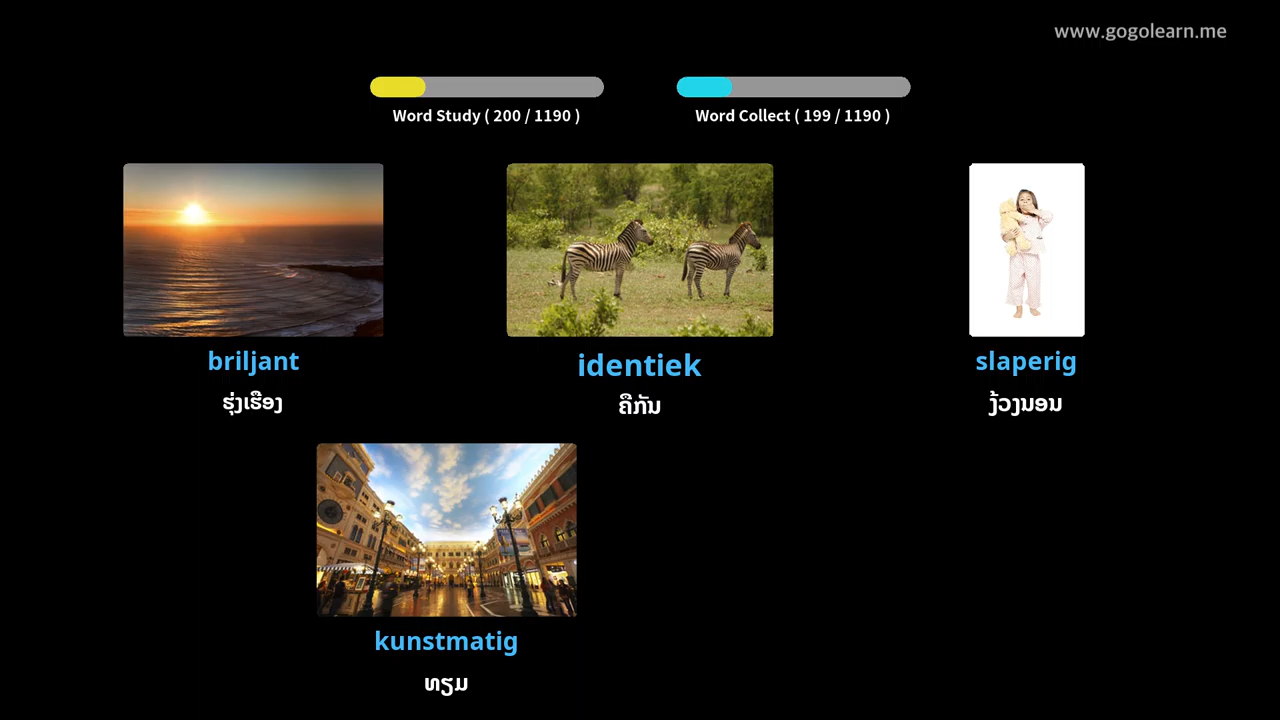 www.gogolearn.me
Word Study ( 200 / 1190 )
Word Collect ( 199 / 1190 )
briljant
identiek
slaperig
ຮຸ່ງເຮືອງ
ຄືກັນ
ງ້ວງນອນ
kunstmatig
ທຽມ